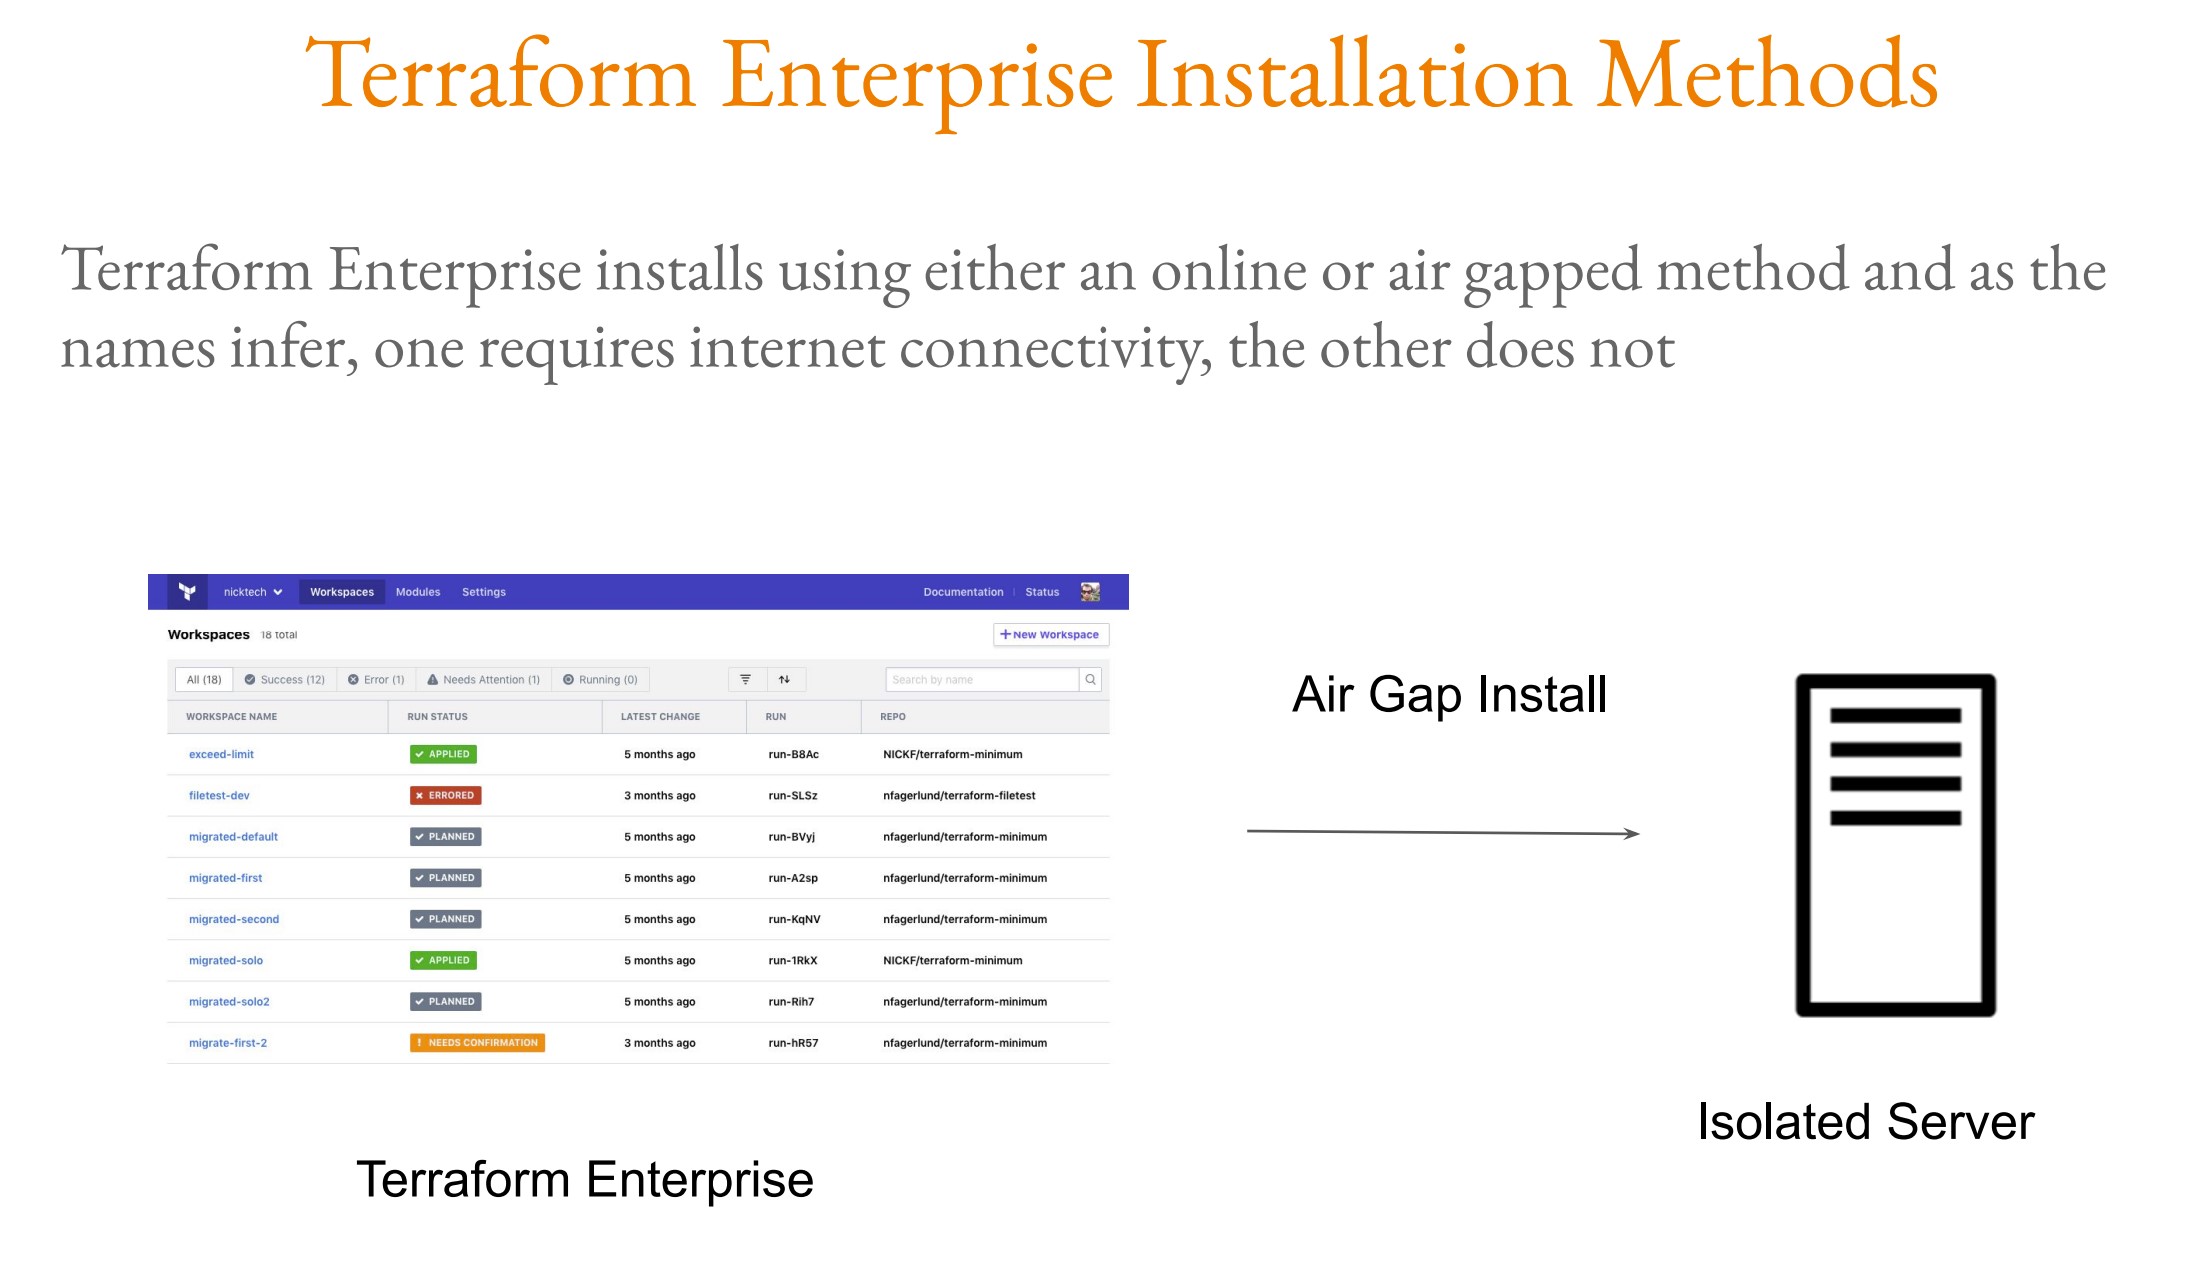 Terraform Enterprise Installation Methods
Terraform Enterprise installs using either an online or air gapped method and as the
names infer, one requires internet connectivity, the other does not
nicktech Workspaces Modules Settings Documentation Status
Workspaces 18 total + New Workspace
All (18) Success (12) Error (1) Needs Attention (1) Running (0) Search by name
WORKSPACE NAME RUN STATUS LATEST CHANGE RUN REPO
exceed-limit APPLIED 5 months ago run-B8Ac NICKF/terraform-minimum
filetest-dev ERRORED 3 months ago run-SLSz nfagerlund/terraform-filetest
migrated-default PLANNED 5 months ago run-BVyj nfagerlund/terraform-minimum
migrated-first PLANNED 5 months ago run-A2sp nfagerlund/terraform-minimum
migrated-second PLANNED 5 months ago run-KqNV nfagerlund/terraform-minimum
migrated-solo APPLIED 5 months ago run-1RkX NICKF/terraform-minimum
migrated-solo2 PLANNED 5 months ago run-Rih7 nfagerlund/terraform-minimum
migrate-first-2 ! NEEDS CONFIRMATION 3 months ago run-hR57 nfagerlund/terraform-minimum
Terraform Enterprise
Air Gap Install
Isolated Server